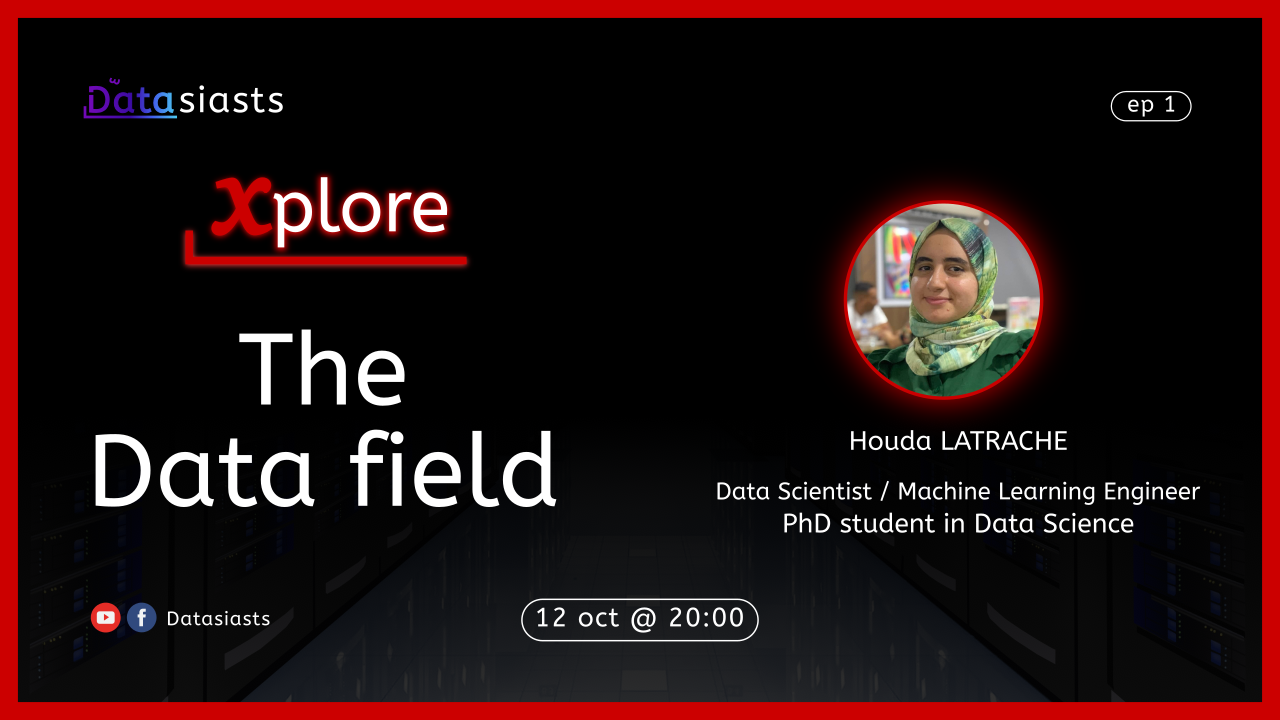 Datasiasts
ep 1
xplore
The
Data field
Houda LATRACHE
Data Scientist / Machine Learning Engineer
PhD student in Data Science
Datasiasts
12 oct @ 20:00